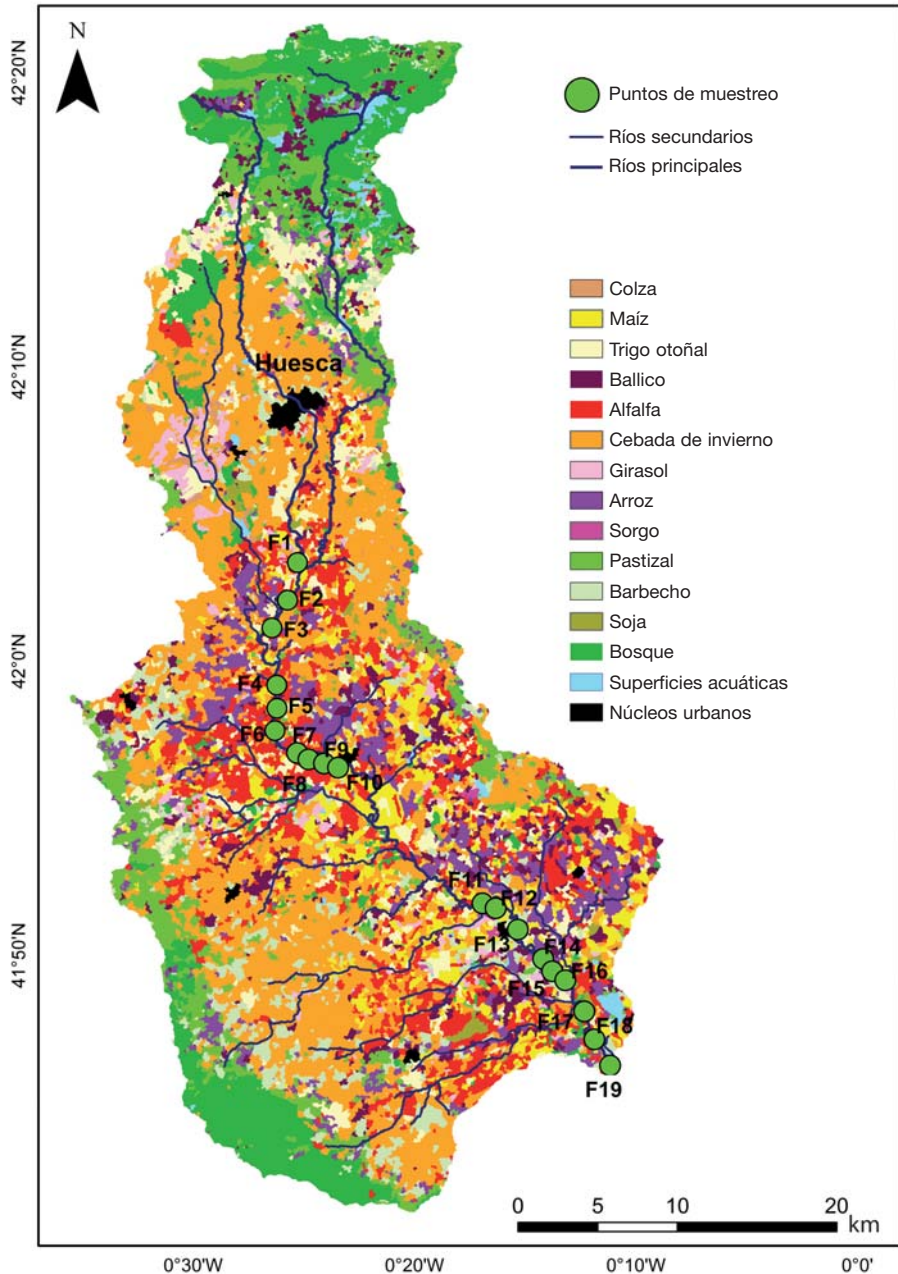 N
42°20'N
42°10'N
42°0'N
41°50'N
Puntos de muestreo
Ríos secundarios
Ríos principales
Colza
Maíz
Trigo otoñal
Ballico
Alfalfa
Cebada de invierno
Girasol
Arroz
Sorgo
Pastizal
Barbecho
Soja
Bosque
Superficies acuáticas
Núcleos urbanos
Huesca
F1
F2
F3
F4
F5
F6
F7
F9
F8
F10
F11
F12
F13
F14
F15
F16
F17
F18
F19
0 5 10 20
km
0°30'W 0°20'W 0°10'W 0°0'